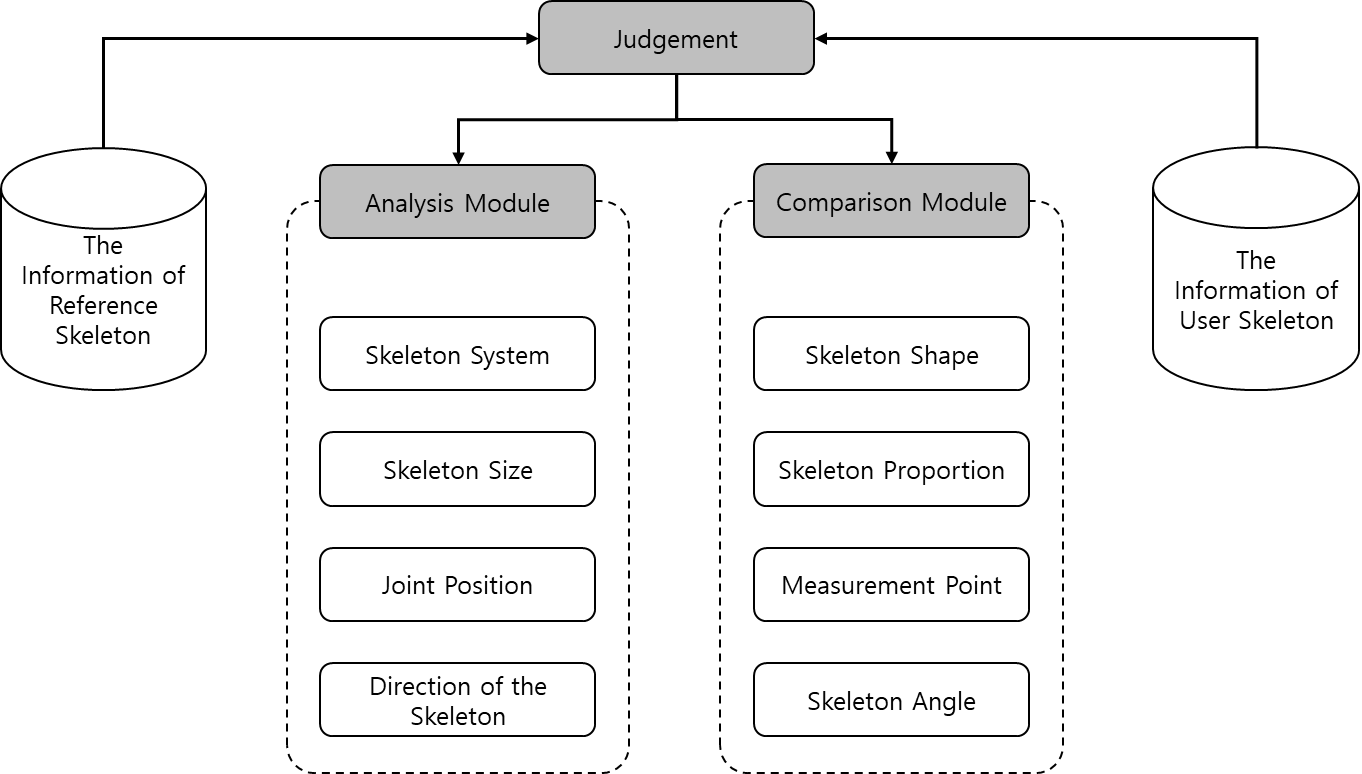 Judgement
The
Information of
Reference
Skeleton
Analysis Module
Skeleton System
Skeleton Size
Joint Position
Direction of the
Skeleton
Comparison Module
Skeleton Shape
Skeleton Proportion
Measurement Point
Skeleton Angle
The
Information of
User Skeleton